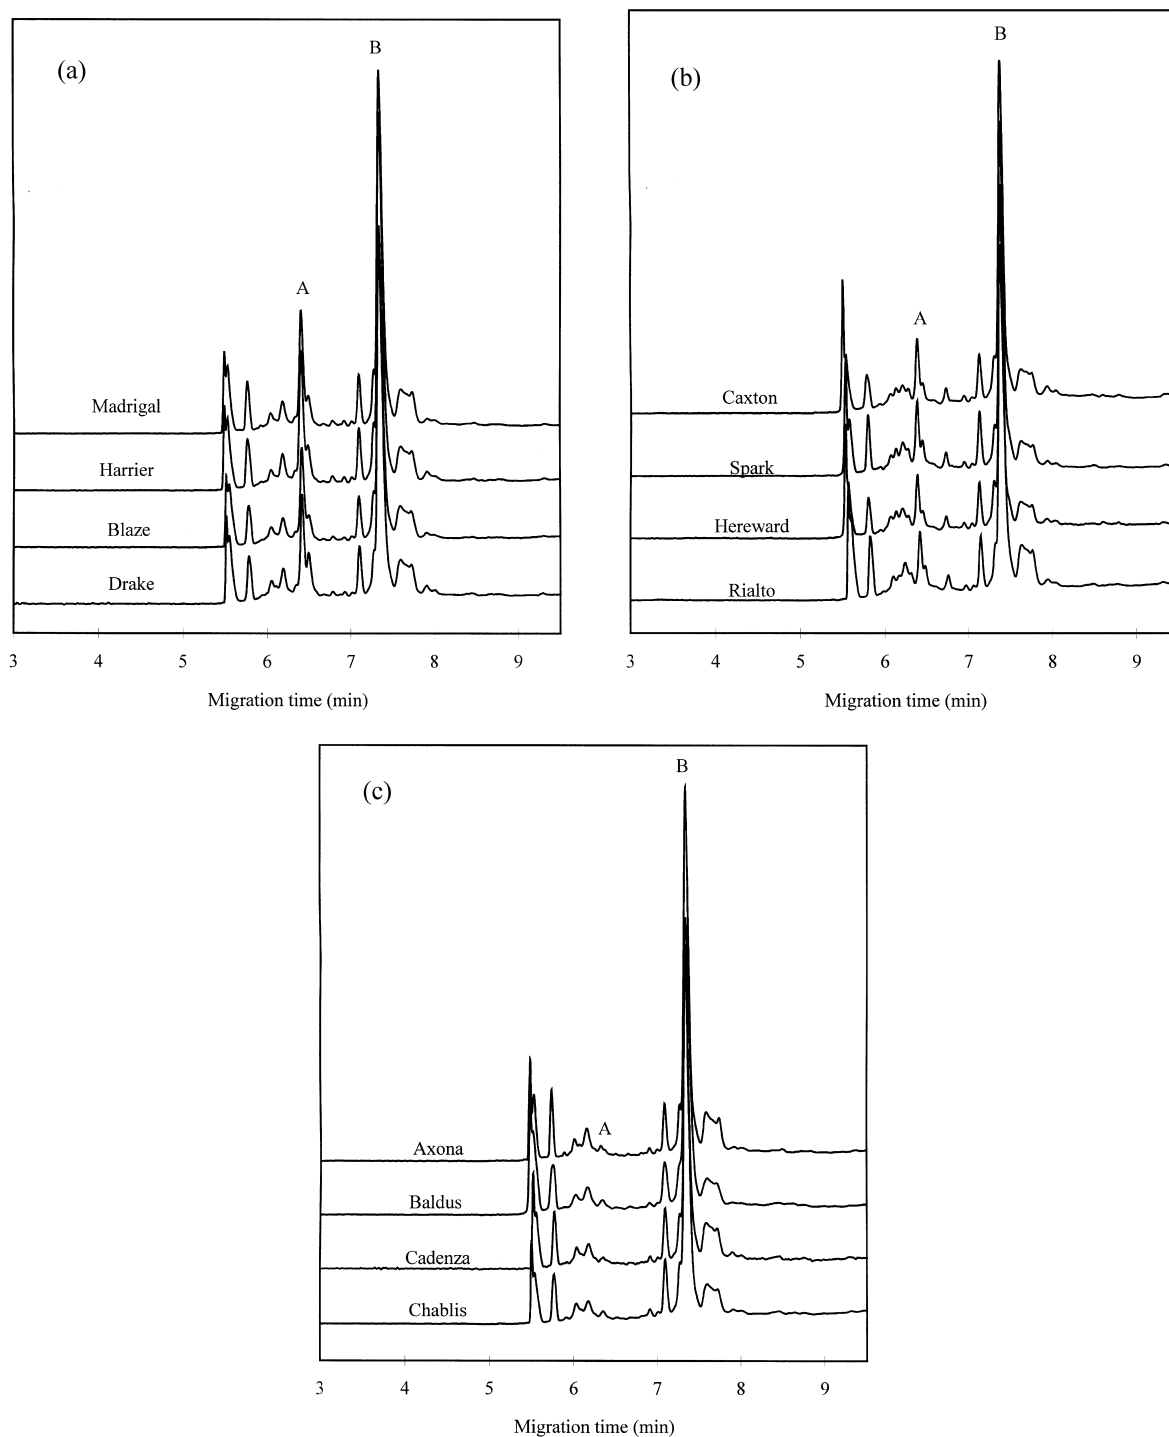 (a)
B
A
Madrigal
Harrier
Blaze
Drake
3 4 5 6 7 8 9
Migration time (min)
(b)
B
A
Caxton
Spark
Hereward
Rialto
3 4 5 6 7 8 9
Migration time (min)
(c)
B
A
Axona
Baldus
Cadenza
Chablis
3 4 5 6 7 8 9
Migration time (min)